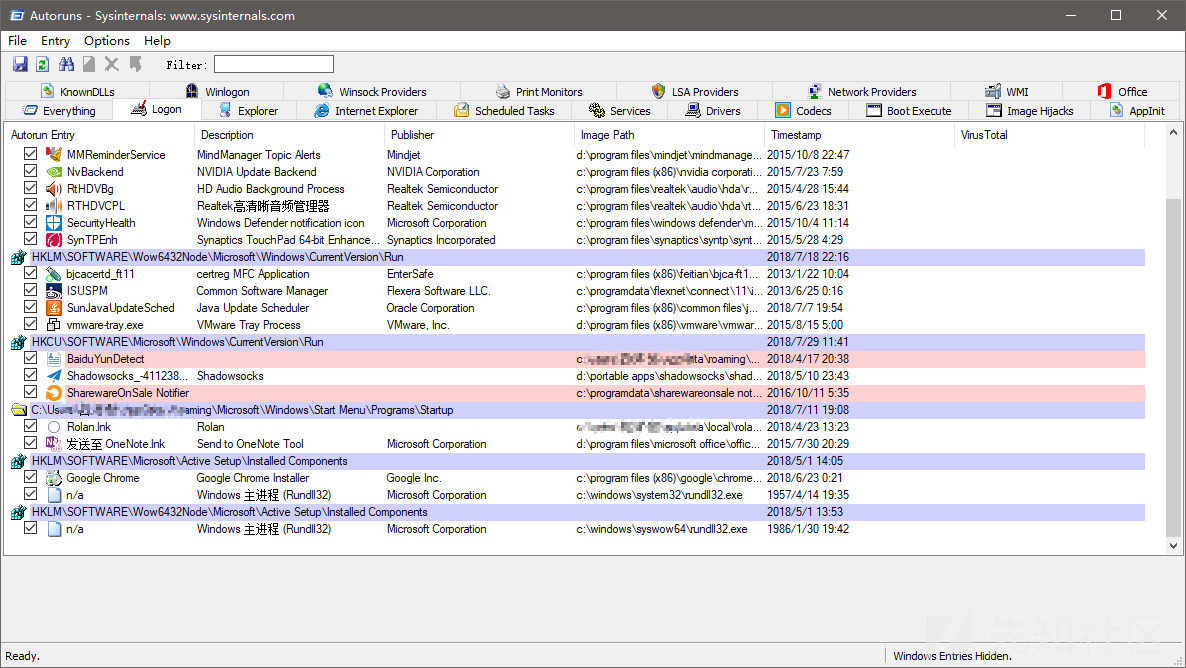 Autoruns - Sysinternals: www.sysinternals.com
File Entry Options Help
Filter:
KnownDLLs Winlogon Winsock Providers Print Monitors LSA Providers Network Providers WMI Office
Everything Logon Explorer Internet Explorer Scheduled Tasks Services Drivers Codecs Boot Execute Image Hijacks AppInit
Autorun Entry Description Publisher Image Path Timestamp VirusTotal
MMReminderService MindManager Topic Alerts Mindjet d:\program files\mindjet\mindmanage... 2015/10/8 22:47
NvBackend NVIDIA Update Backend NVIDIA Corporation c:\program files (x86)\nvidia corporati... 2015/7/23 7:59
RtHDVBg HD Audio Background Process Realtek Semiconductor c:\program files\realtek\audio\hda\r... 2015/4/28 15:44
RTHDVCPL Realtek高清晰音频管理器 Realtek Semiconductor c:\program files\realtek\audio\hda\rt... 2015/6/23 18:31
SecurityHealth Windows Defender notification icon Microsoft Corporation c:\program files\windows defender\m... 2015/10/4 11:14
SynTPEnh Synaptics TouchPad 64-bit Enhance... Synaptics Incorporated c:\program files\synaptics\syntp\synt... 2015/5/28 4:29
HKLM\SOFTWARE\Wow6432Node\Microsoft\Windows\CurrentVersion\Run 2018/7/18 22:16
bjcacertd_ft11 certreg MFC Application EnterSafe c:\program files (x86)\feitian\bjca-ft1... 2013/1/22 10:04
ISUSPM Common Software Manager Flexera Software LLC. c:\programdata\flexnet\connect\11\i... 2013/6/25 0:16
SunJavaUpdateSched Java Update Scheduler Oracle Corporation c:\program files (x86)\common files\j... 2018/7/7 19:54
vmware-tray.exe VMware Tray Process VMware, Inc. c:\program files (x86)\vmware\vmwar... 2015/8/15 5:00
HKCU\SOFTWARE\Microsoft\Windows\CurrentVersion\Run 2018/7/29 11:41
BaiduYunDetect \roaming\... 2018/4/17 20:38
Shadowsocks_-411238... Shadowsocks d:\portable apps\shadowsocks\shad... 2018/5/10 23:43
SharewareOnSale Notifier c:\programdata\sharewareonsale not... 2016/10/11 5:35
\Microsoft\Windows\Start Menu\Programs\Startup 2018/7/11 19:08
Rolan.lnk Rolan \local\rola... 2018/4/23 13:23
发送至 OneNote.lnk Send to OneNote Tool Microsoft Corporation d:\program files\microsoft office\offic... 2015/7/30 20:29
HKLM\SOFTWARE\Microsoft\Active Setup\Installed Components 2018/5/1 14:05
Google Chrome Google Chrome Installer Google Inc. c:\program files (x86)\google\chrome... 2018/6/23 0:21
n/a Windows 主进程 (Rundll32) Microsoft Corporation c:\windows\system32\rundll32.exe 1957/4/14 19:35
HKLM\SOFTWARE\Wow6432Node\Microsoft\Active Setup\Installed Components 2018/5/1 13:53
n/a Windows 主进程 (Rundll32) Microsoft Corporation c:\windows\syswow64\rundll32.exe 1986/1/30 19:42
先知社区
Ready. Windows Entries Hidden.